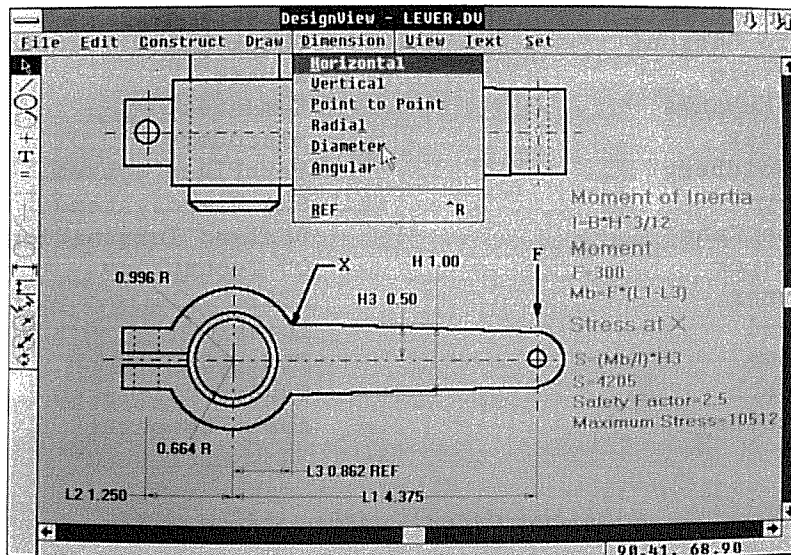 DesignView - LEVER.DV
File Edit Construct Draw Dimension View Text Set
Horizontal
Vertical
Point to Point
Radial
Diameter
Angular
REF ^R
T
Moment of Inertia
I=B*H^3/12
Moment
F=300
Mb=F*(L1-L3)
Stress at X
S=(Mb/I)*H3
S=4205
Safety Factor=2.5
Maximum Stress=10512
0.996 R
X
H 1.00
F
H3 0.50
0.664 R
L3 0.862 REF
L2 1.250
L1 4.375
90.41, 68.90